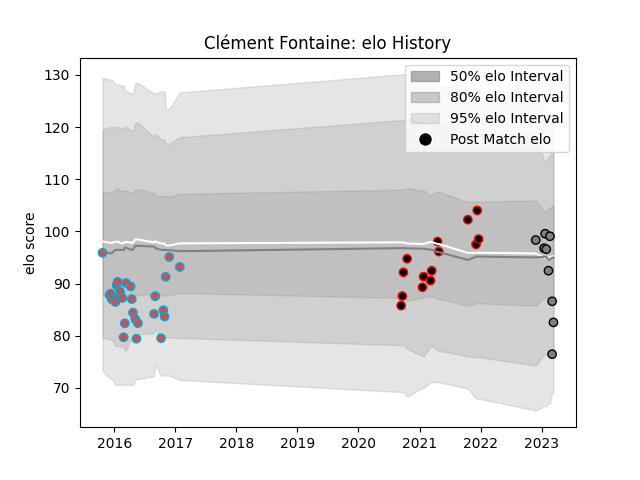 Clément Fontaine: elo History
130
120
110
100
90
80
70
elo score
50% elo Interval
80% elo Interval
95% elo Interval
Post Match elo
2016
2017
2018
2019
2020
2021
2022
2023